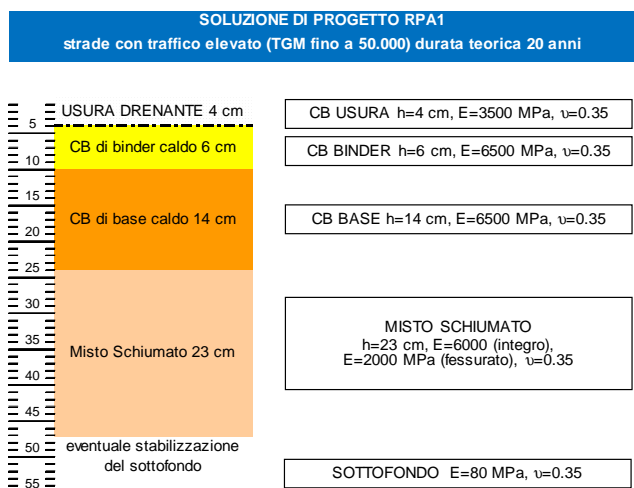 SOLUZIONE DI PROGETTO RPA1
strade con traffico elevato (TGM fino a 50.000) durata teorica 20 anni
USURA DRENANTE 4 cm
CB USURA h=4 cm, E=3500 MPa, υ=0.35
5
CB di binder caldo 6 cm
CB BINDER h=6 cm, E=6500 MPa, υ=0.35
10
15
CB di base caldo 14 cm
CB BASE h=14 cm, E=6500 MPa, υ=0.35
20
25
30
MISTO SCHIUMATO
h=23 cm, E=6000 (integro),
E=2000 MPa (fessurato), υ=0.35
35
Misto Schiumato 23 cm
40
45
50
eventuale stabilizzazione
del sottofondo
SOTTOFONDO E=80 MPa, υ=0.35
55